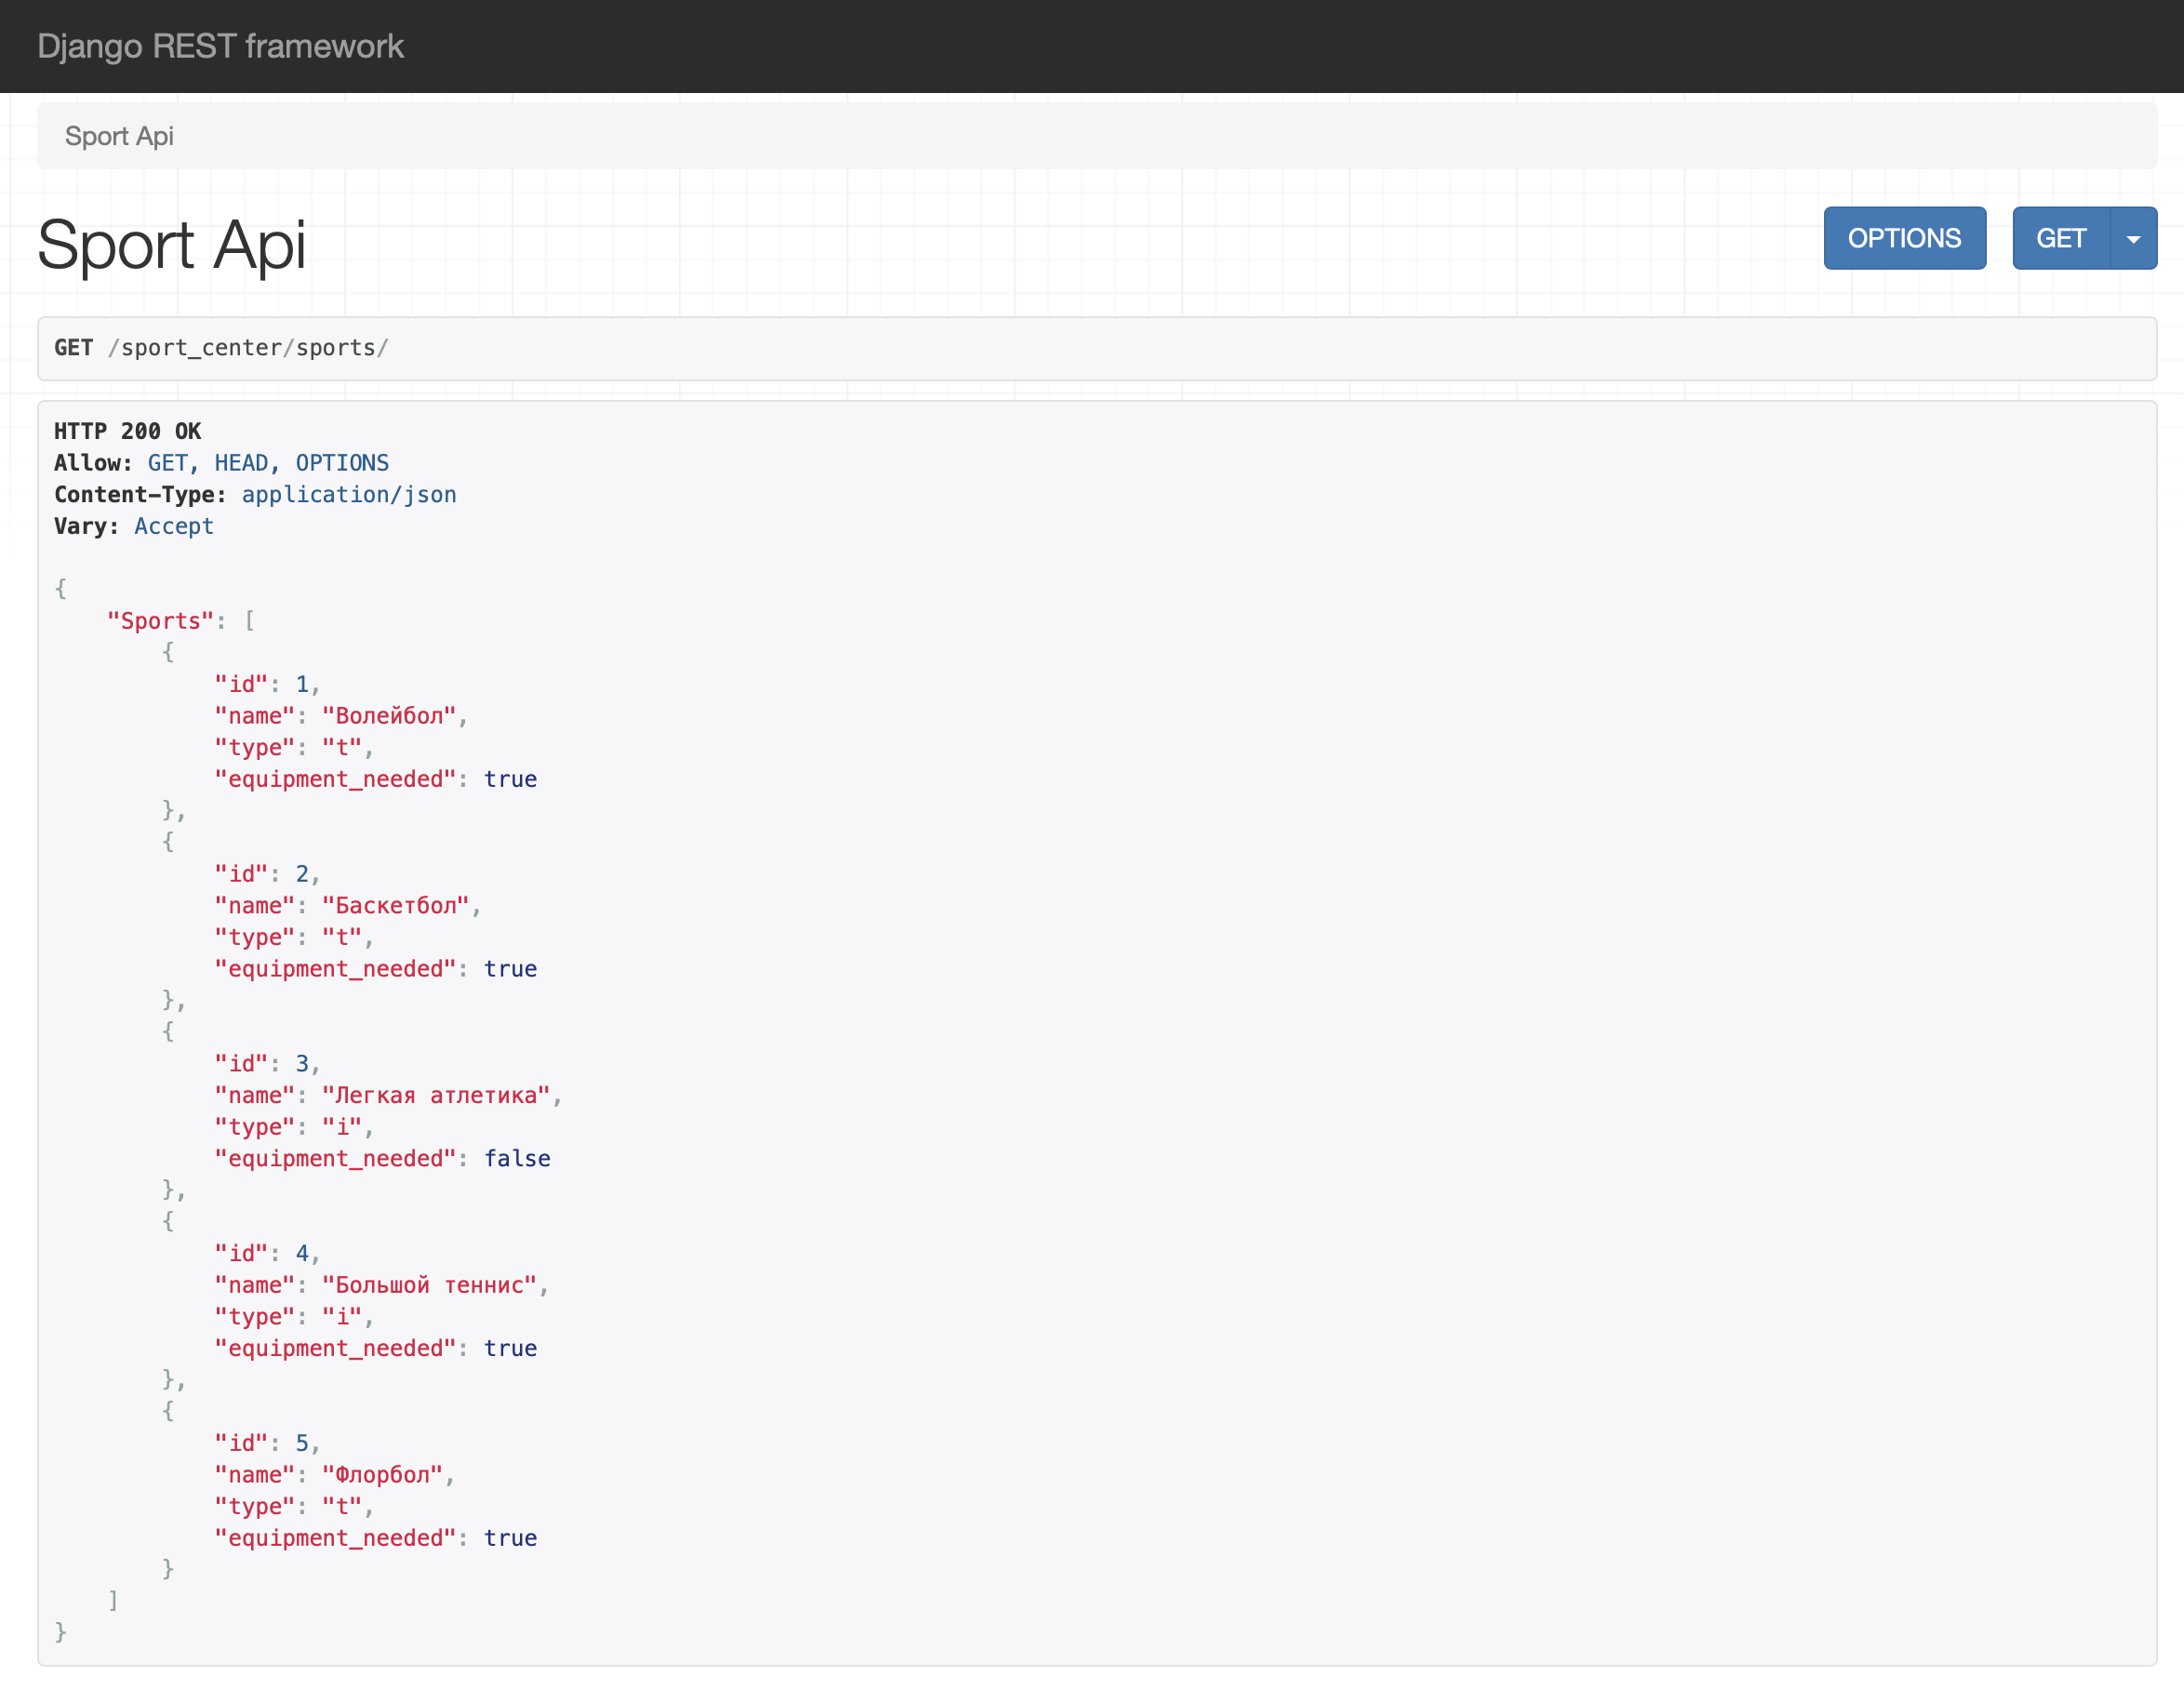 Django REST framework
Sport Api
Sport Api
OPTIONS
GET
GET /sport_center/sports/
HTTP 200 OK
Allow: GET, HEAD, OPTIONS
Content-Type: application/json
Vary: Accept
{
    "Sports": [
        {
            "id": 1,
            "name": "Волейбол",
            "type": "t",
            "equipment_needed": true
        },
        {
            "id": 2,
            "name": "Баскетбол",
            "type": "t",
            "equipment_needed": true
        },
        {
            "id": 3,
            "name": "Легкая атлетика",
            "type": "i",
            "equipment_needed": false
        },
        {
            "id": 4,
            "name": "Большой теннис",
            "type": "i",
            "equipment_needed": true
        },
        {
            "id": 5,
            "name": "Флорбол",
            "type": "t",
            "equipment_needed": true
        }
    ]
}